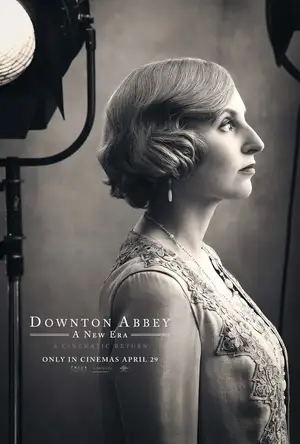 DOWNTON ABBEY
A NEW ERA
A CINEMATIC RETURN
ONLY IN CINEMAS APRIL 29